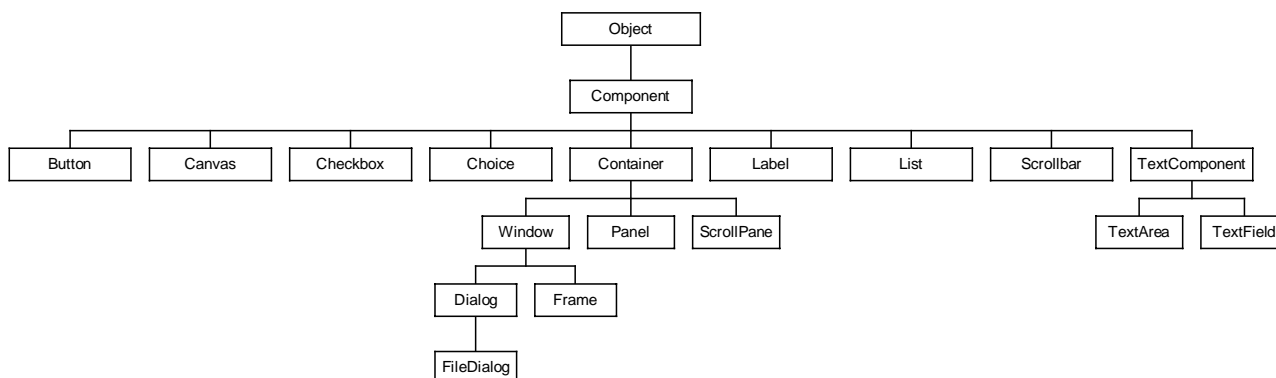 Object
Component
Button Canvas Checkbox Choice Container Label List Scrollbar TextComponent
Window Panel ScrollPane TextArea TextField
Dialog Frame
FileDialog